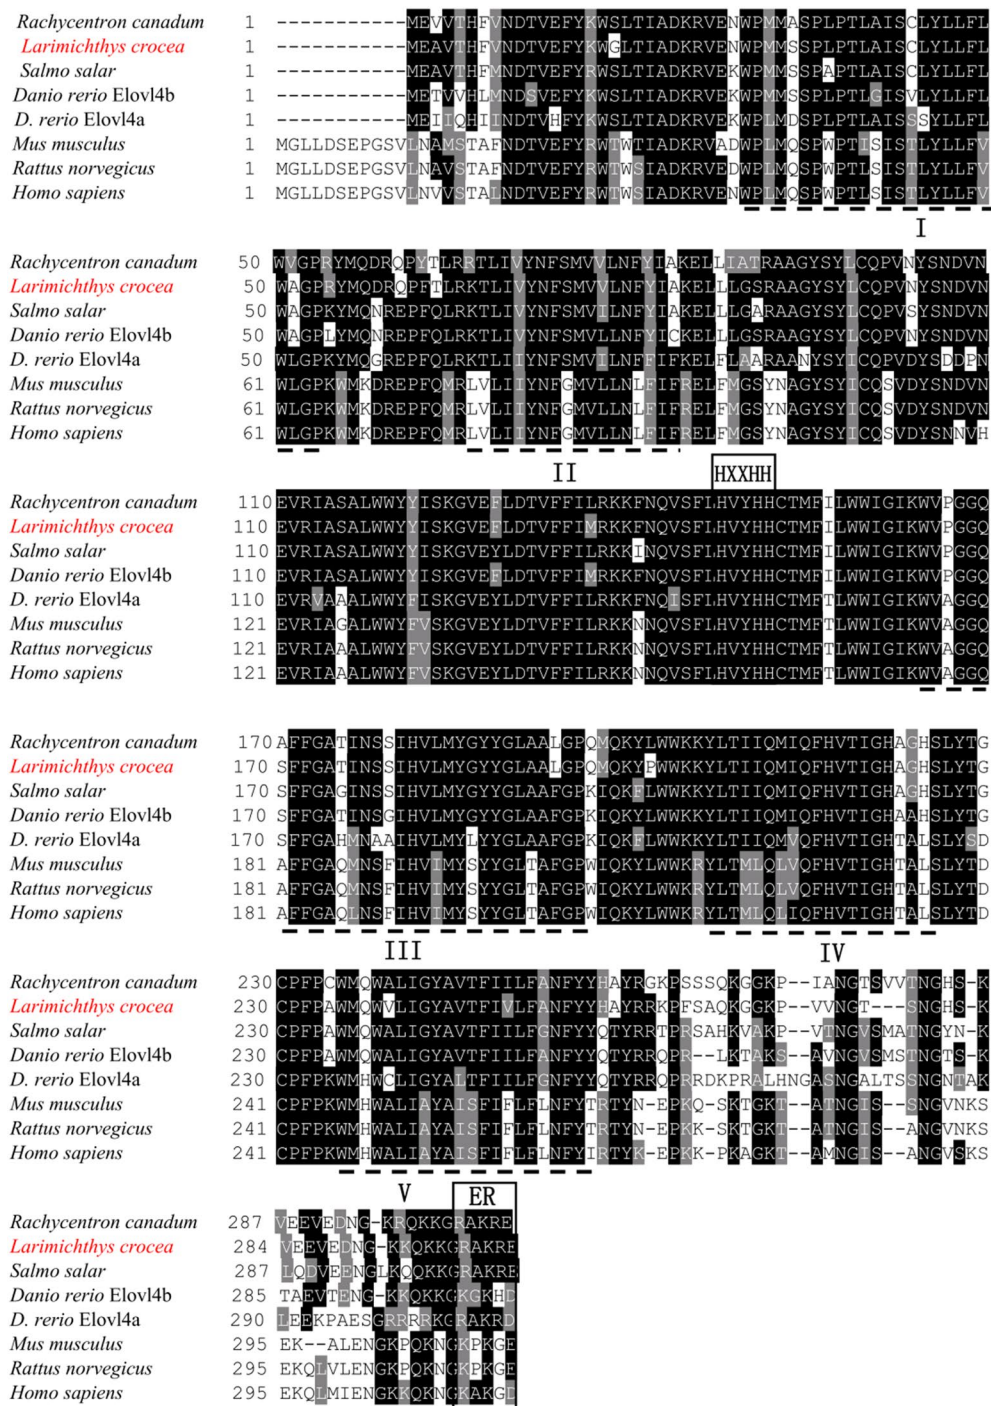 Rachycentron canadum 1 ------------MEVVTHFVNDTVEFYKWSLTIADKRVENWPMMASPLPTLAISCLYLLFL
Larimichthys crocea 1 ------------MEAVTHFVNDTVEFYKWGLTIADKRVENWPMMSSPLPTLAISCLYLLFL
Salmo salar 1 ------------MEAVTHFMNDTVEFYRWSLTIADKRVEKWPMMSSPAPTLAISCLYLLFL
Danio rerio Elovl4b 1 ------------METVVHLMNDSVEFYKWSLTIADKRVEKWPMMSSPLPTLGISVLYLLFL
D. rerio Elovl4a 1 ------------MEIIQHIINDTVHFYKWSLTIADKRVEKWPLMDSPLPTLAISSSYLLFL
Mus musculus 1 MGLLDSEPGSVLNAMSTAFNDTVEFYRWTWTIADKRVADWPLMQSPWPTISISTLYLLFV
Rattus norvegicus 1 MGLLDSEPGSVLNAVSTAFNDTVEFYRWTWSIADKRVEDWPLMQSPWPTLSISTLYLLFV
Homo sapiens 1 MGLLDSEPGSVLNVVSTALNDTVEFYRWTWSIADKRVENWPLMQSPWPTLSISTLYLLFV
I
Rachycentron canadum 50 WVGPRYMQDRQPYTLRRTLIVYNFSMVVLNFYIAKELLIATRAAGYSYLCQPVNYSNDVN
Larimichthys crocea 50 WAGPRYMQDRQPFTLRKTLIVYNFSMVVLNFYIAKELLLGSRAAGYSYLCQPVNYSNDVN
Salmo salar 50 WAGPKYMQNREPFQLRKTLIVYNFSMVILNFYIAKELLLGARAAGYSYLCQPVNYSNDVN
Danio rerio Elovl4b 50 WAGPLYMQNREPFQLRKTLIVYNFSMVLLNFYICKELLLGSRAAGYSYLCQPVNYSNDVN
D. rerio Elovl4a 50 WLGPKYMQGREPFQLRKTLIIYNFSMVILNFFIFKELFLAARAANYSYICQPVDYSDDPN
Mus musculus 61 WLGPKWMKDREPFQMRLVLIIYNFGMVLLNLFIFRELFMGSYNAGYSYICQSVDYSNDVN
Rattus norvegicus 61 WLGPKWMKDREPFQMRLVLIIYNFGMVLLNLFIFRELFMGSYNAGYSYICQSVDYSNDVN
Homo sapiens 61 WLGPKWMKDREPFQMRLVLIIYNFGMVLLNLFIFRELFMGSYNAGYSYICQSVDYSNNVH
II HXXHH
Rachycentron canadum 110 EVRIASALWWYYISKGVEFLDTVFFILRKKFNQVSFLHVYHHCTMFILWWIGIKWVPGGQ
Larimichthys crocea 110 EVRIASALWWYYISKGVEFLDTVFFIMRKKFNQVSFLHVYHHCTMFILWWIGIKWVPGGQ
Salmo salar 110 EVRIASALWWYYISKGVEYLDTVFFILRKKINQVSFLHVYHHCTMFILWWIGIKWVPGGQ
Danio rerio Elovl4b 110 EVRIASALWWYYISKGVEFLDTVFFIMRKKFNQVSFLHVYHHCTMFILWWIGIKWVPGGQ
D. rerio Elovl4a 110 EVRVAAALWWYFISKGVEYLDTVFFILRKKFNQISFLHVYHHCTMFTLWWIGIKWVAGGQ
Mus musculus 121 EVRIAGALWWYFVSKGVEYLDTVFFILRKKNNQVSFLHVYHHCTMFTLWWIGIKWVAGGQ
Rattus norvegicus 121 EVRIAAALWWYFVSKGVEYLDTVFFILRKKNNQVSFLHVYHHCTMFTLWWIGIKWVAGGQ
Homo sapiens 121 EVRIAAALWWYFVSKGVEYLDTVFFILRKKNNQVSFLHVYHHCTMFTLWWIGIKWVAGGQ
Rachycentron canadum 170 AFFGATINSSIHVLMYGYYGLAALGPQMQKYLWWKKYLTIIQMIQFHVTIGHAGHSLYTG
Larimichthys crocea 170 SFFGATINSSIHVLMYGYYGLAALGPQMQKYPWWKKYLTIIQMIQFHVTIGHAGHSLYTG
Salmo salar 170 SFFGAGINSSIHVLMYGYYGLAAFGPKIQKFLWWKKYLTIIQMIQFHVTIGHAGHSLYTG
Danio rerio Elovl4b 170 SFFGATINSGIHVLMYGYYGLAAFGPKIQKYLWWKKYLTIIQMIQFHVTIGHAAHSLYTG
D. rerio Elovl4a 170 SFFGAHMNAAIHVLMYLYYGLAAFGPKIQKFLWWKKYLTIIQMVQFHVTIGHTALSLYSD
Mus musculus 181 AFFGAQMNSFIHVIMYSYYGLTAFGPWIQKYLWWKRYLTMLQLVQFHVTIGHTALSLYTD
Rattus norvegicus 181 AFFGAQMNSFIHVIMYSYYGLTAFGPWIQKYLWWKRYLTMLQLVQFHVTIGHTALSLYTD
Homo sapiens 181 AFFGAQLNSFIHVIMYSYYGLTAFGPWIQKYLWWKRYLTMLQLIQFHVTIGHTALSLYTD
III IV
Rachycentron canadum 230 CPFPCWMQWALIGYAVTFIILFANFYYHAYRGKPSSSQKGGKP--IANGTSVVTNGHS-K
Larimichthys crocea 230 CPFPAWMQWVLIGYAVTFIVLFANFYYHAYRRKPFSAQKGGKP--VVNGT---SNGHS-K
Salmo salar 230 CPFPAWMQWALIGYAVTFIILFGNFYYQTYRRTPRSAHKVAKP--VTNGVSMATNGYN-K
Danio rerio Elovl4b 230 CPFPAWMQWALIGYAVTFIILFANFYYQTYRRQPR--LKTAKS--AVNGVSMSTNGTS-K
D. rerio Elovl4a 230 CPFPKWMHWCLIGYALTFIILFGNFYYQTYRRQPRRDKPRALHNGASNGALTSSNGNTAK
Mus musculus 241 CPFPKWMHWALIAYAISFIFLFLNFYTRTYN-EPKQ-SKTGKT--ATNGIS--SNGVNKS
Rattus norvegicus 241 CPFPKWMHWALIAYAISFIFLFLNFYTRTYN-EPKK-SKTGKT--ATNGIS--ANGVNKS
Homo sapiens 241 CPFPKWMHWALIAYAISFIFLFLNFYIRTYK-EPKK-PKAGKT--AMNGIS--ANGVSKS
V ER
Rachycentron canadum 287 VEEVEDNG-KRQKKGRAKRE
Larimichthys crocea 284 VEEVEDNG-KKQKKGRAKRE
Salmo salar 287 LQDVEENGLKQQKKGRAKRE
Danio rerio Elovl4b 285 TAEVTENG-KKQKKGKGKHD
D. rerio Elovl4a 290 LEEKPAESGRRRRKGRAKRD
Mus musculus 295 EK--ALENGKPQKNGKPKGE
Rattus norvegicus 295 EKQLVLENGKPQKNGKPKGE
Homo sapiens 295 EKQLMIENGKKQKNGKAKGD